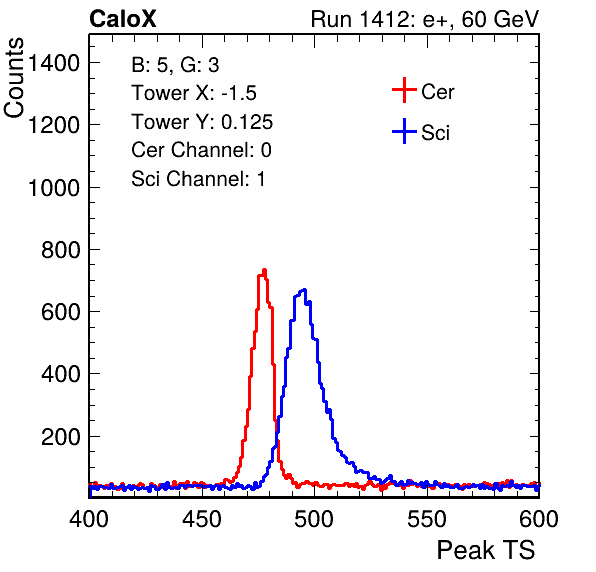 CaloX
Run 1412: e+, 60 GeV
Counts
B: 5, G: 3
Tower X: -1.5
Tower Y: 0.125
Cer Channel: 0
Sci Channel: 1
Cer
Sci
1400
1200
1000
800
600
400
200
400 450 500 550 600
Peak TS